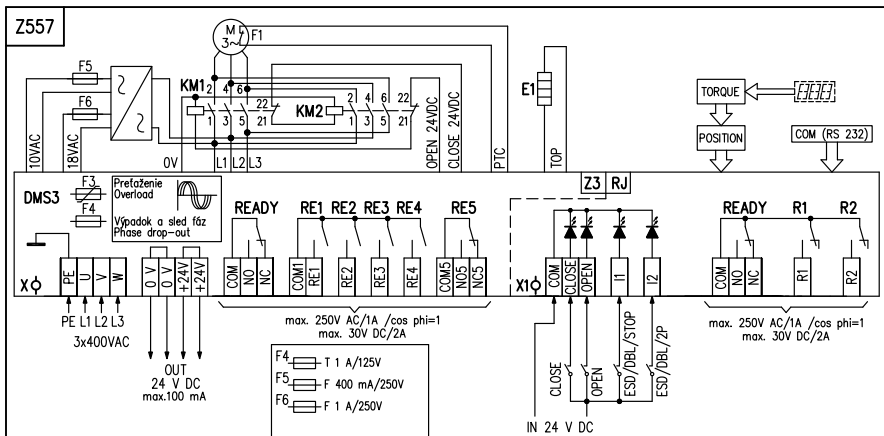 Z557
M
3~
F1
F5
F6
KM1
2 4 6
22
1 3 5
21
KM2
2 4 6
22
1 3 5
21
E1
TORQUE
POSITION
COM (RS 232)
10VAC
18VAC
0V
L1 L2 L3
OPEN 24VDC
CLOSE 24VDC
PTC
TOP
DMS3
F3
F4
Preťaženie
Overload
Výpadok a sled fáz
Phase drop-out
Z3 RJ
READY
RE1 RE2 RE3 RE4
RE5
READY
R1
R2
X
PE U V W
0 V 0 V +24V +24V
COM NO NC
COM1 RE1 RE2 RE3 RE4
COM5 NO5 NC5
X1
COM CLOSE OPEN I1 I2
COM NO NC
R1
R2
PE L1 L2 L3
3x400VAC
OUT
24 V DC
max.100 mA
max. 250V AC/1A /cos phi=1
max. 30V DC/2A
F4 T 1 A/125V
F5 F 400 mA/250V
F6 F 1 A/250V
CLOSE
OPEN
ESD/DBL/STOP
ESD/DBL/2P
IN 24 V DC
max. 250V AC/1A /cos phi=1
max. 30V DC/2A